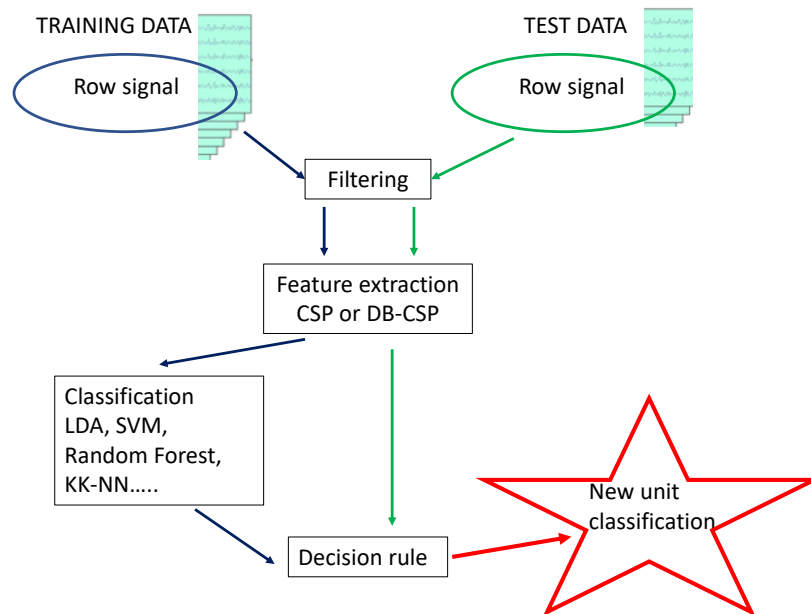 TRAINING DATA
TEST DATA
Row signal
Row signal
Filtering
Feature extraction
CSP or DB-CSP
Classification
LDA, SVM,
Random Forest,
KK-NN…..
New unit
classification
Decision rule